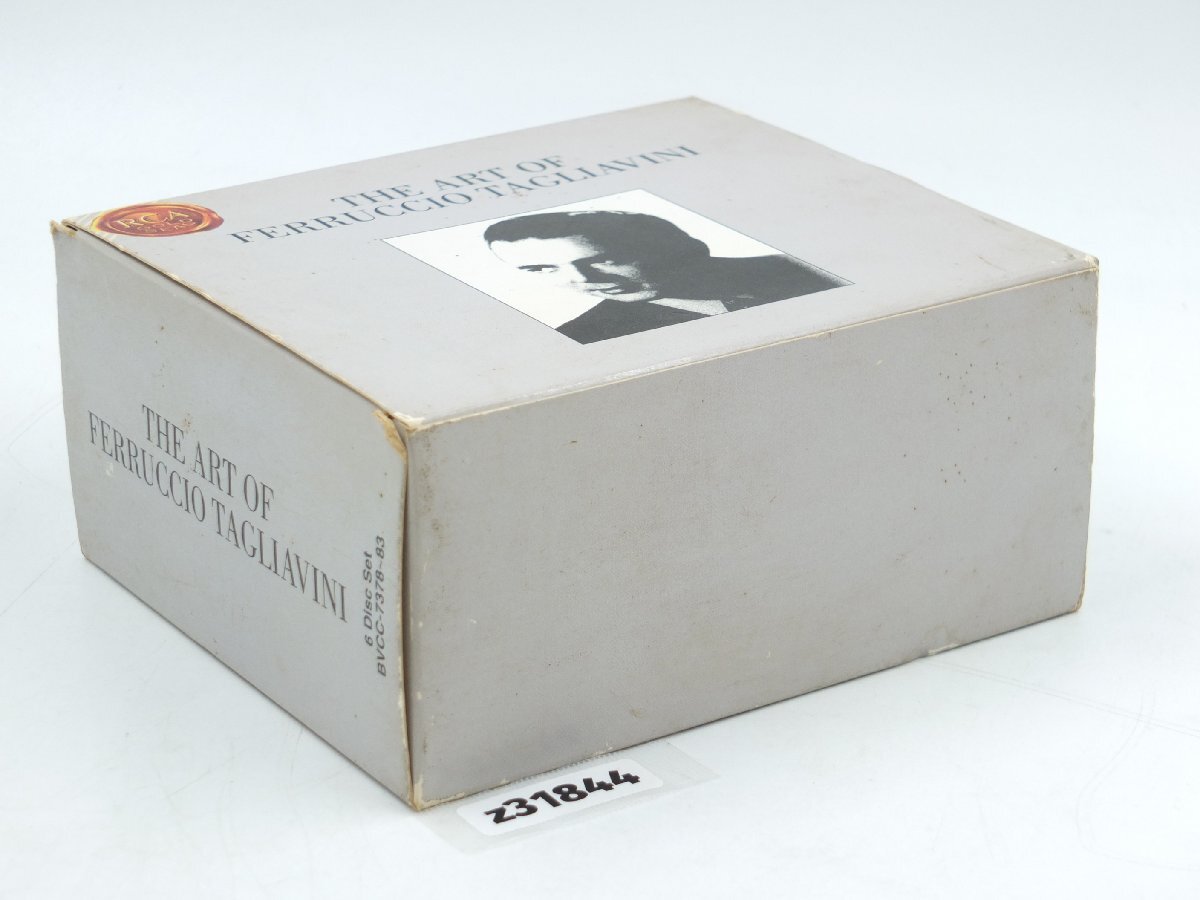 RCA
THE ART OF
FERRUCCIO TAGLIAVINI
THE ART OF
FERRUCCIO TAGLIAVINI
6 Disc Set
BVCC-7378~83
z31844